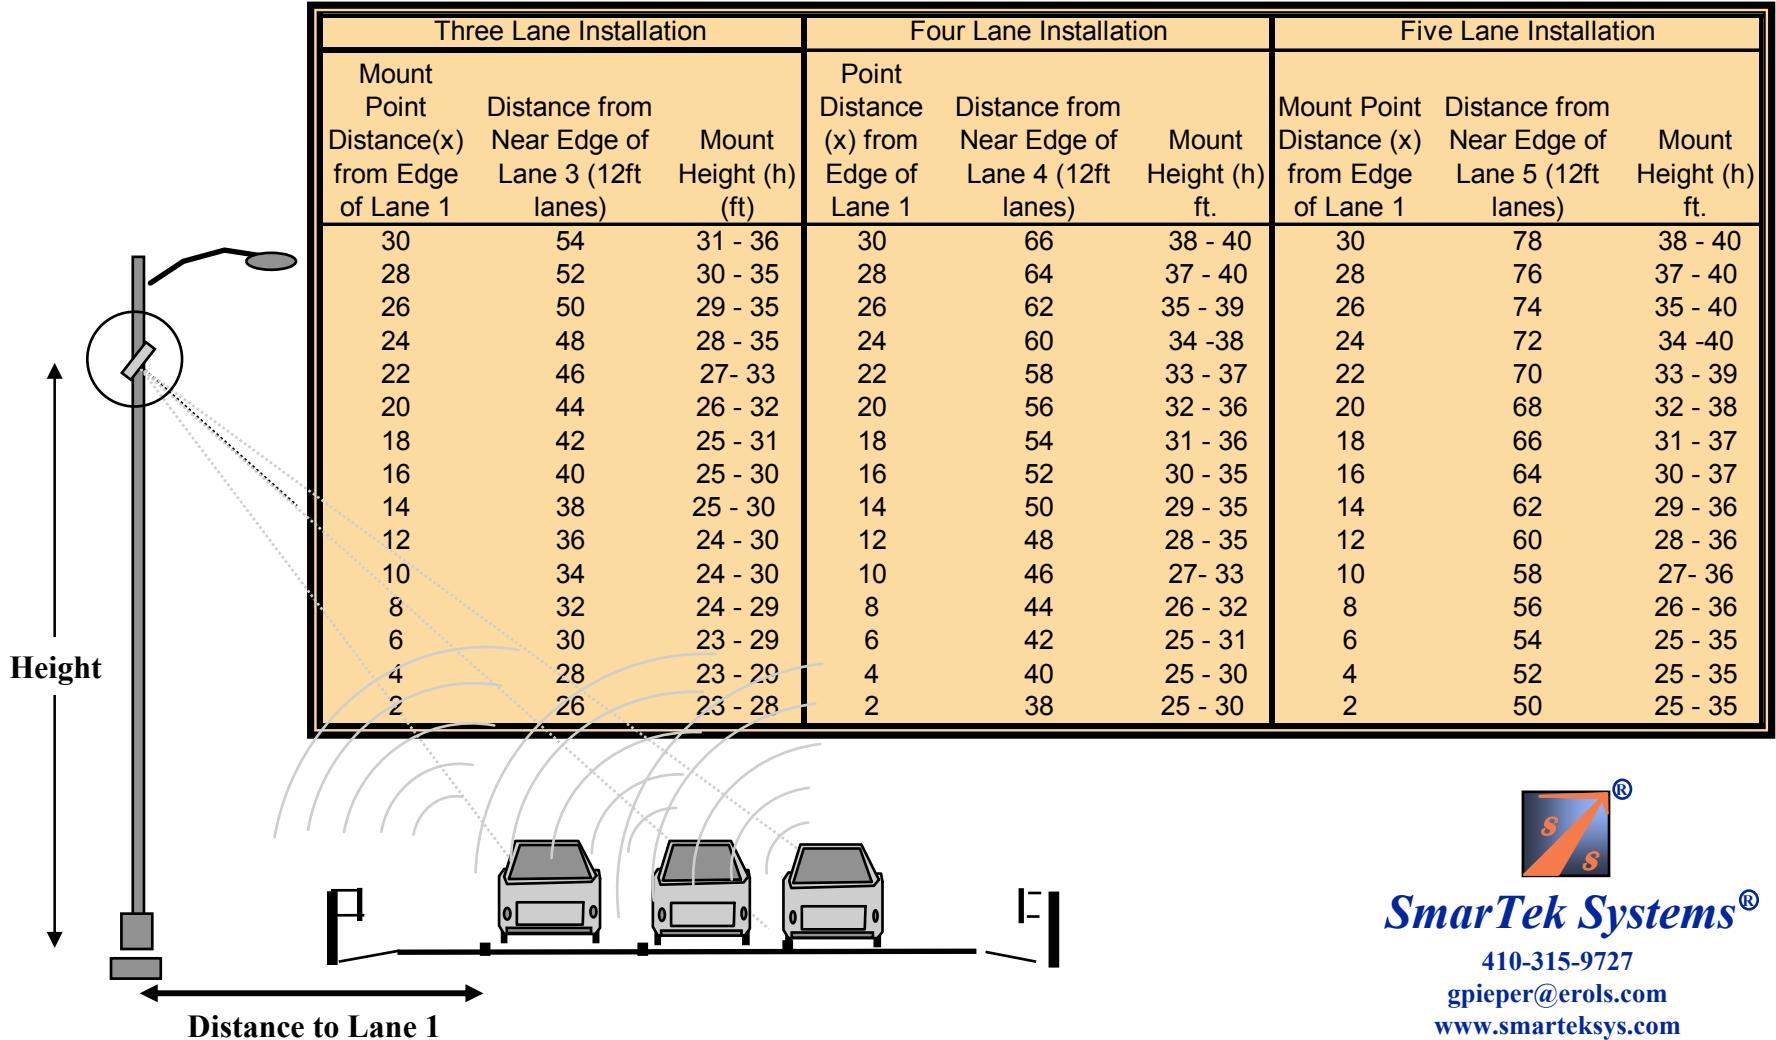 Three Lane Installation Four Lane Installation Five Lane Installation
Mount Point Distance(x) from Edge of Lane 1 Distance from Near Edge of Lane 3 (12ft lanes) Mount Height (h) (ft) Point Distance (x) from Edge of Lane 1 Distance from Near Edge of Lane 4 (12ft lanes) Mount Height (h) ft. Mount Point Distance (x) from Edge of Lane 1 Distance from Near Edge of Lane 5 (12ft lanes) Mount Height (h) ft.
30 54 31 - 36 30 66 38 - 40 30 78 38 - 40
28 52 30 - 35 28 64 37 - 40 28 76 37 - 40
26 50 29 - 35 26 62 35 - 39 26 74 35 - 40
24 48 28 - 35 24 60 34 -38 24 72 34 -40
22 46 27- 33 22 58 33 - 37 22 70 33 - 39
20 44 26 - 32 20 56 32 - 36 20 68 32 - 38
18 42 25 - 31 18 54 31 - 36 18 66 31 - 37
16 40 25 - 30 16 52 30 - 35 16 64 30 - 37
14 38 25 - 30 14 50 29 - 35 14 62 29 - 36
12 36 24 - 30 12 48 28 - 35 12 60 28 - 36
10 34 24 - 30 10 46 27- 33 10 58 27- 36
8 32 24 - 29 8 44 26 - 32 8 56 26 - 36
6 30 23 - 29 6 42 25 - 31 6 54 25 - 35
4 28 23 - 29 4 40 25 - 30 4 52 25 - 35
2 26 23 - 28 2 38 25 - 30 2 50 25 - 35
Height
Distance to Lane 1
®
s
s
SmarTek Systems®
410-315-9727
gpieper@erols.com
www.smarteksys.com